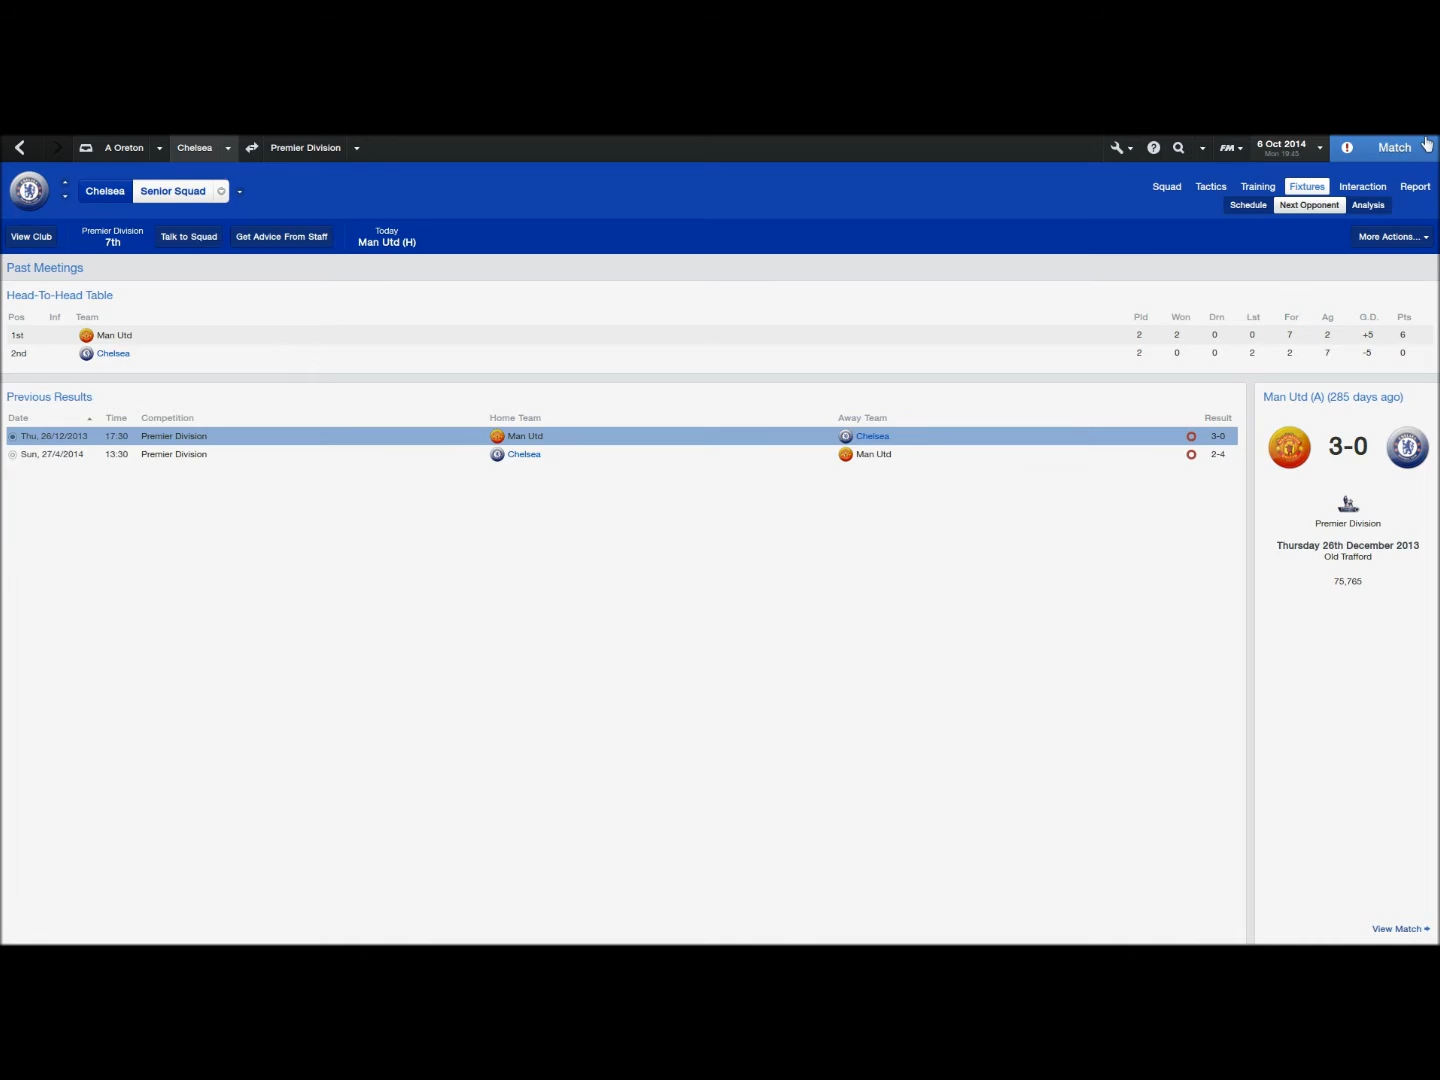 A Oreton Chelsea Premier Division FM 6 Oct 2014 Match
Mon 19:45
Chelsea Senior Squad Squad Tactics Training Fixtures Interaction Report
Schedule Next Opponent Analysis
View Club Premier Division Talk to Squad Get Advice From Staff Today More Actions...
7th Man Utd (H)
Past Meetings
Head-To-Head Table
Pos Inf Team Pld Won Drn Lst For Ag G.D. Pts
1st Man Utd 2 2 0 0 7 2 +5 6
2nd Chelsea 2 0 0 2 2 7 -5 0
Previous Results
Date Time Competition Home Team Away Team Result
Thu, 26/12/2013 17:30 Premier Division Man Utd Chelsea 3-0
Sun, 27/4/2014 13:30 Premier Division Chelsea Man Utd 2-4
Man Utd (A) (285 days ago)
3-0
Premier Division
Thursday 26th December 2013
Old Trafford
75,765
View Match